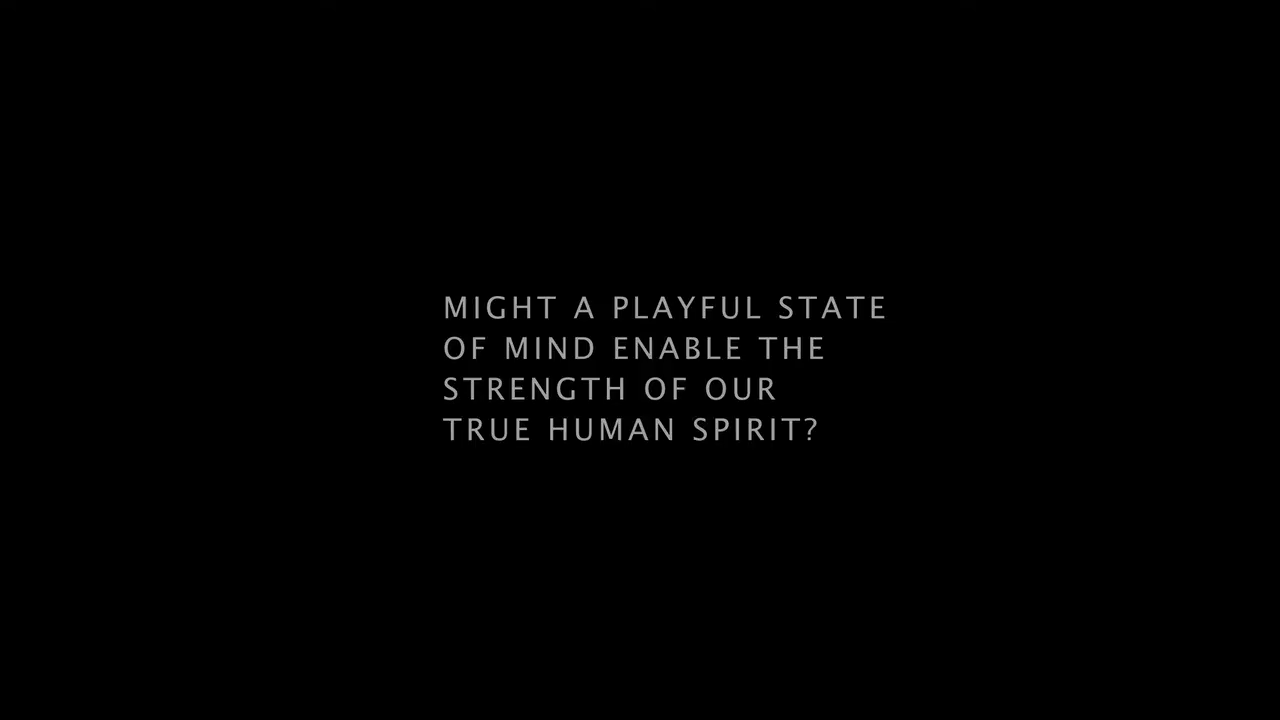 MIGHT A PLAYFUL STATE
OF MIND ENABLE THE
STRENGTH OF OUR
TRUE HUMAN SPIRIT?